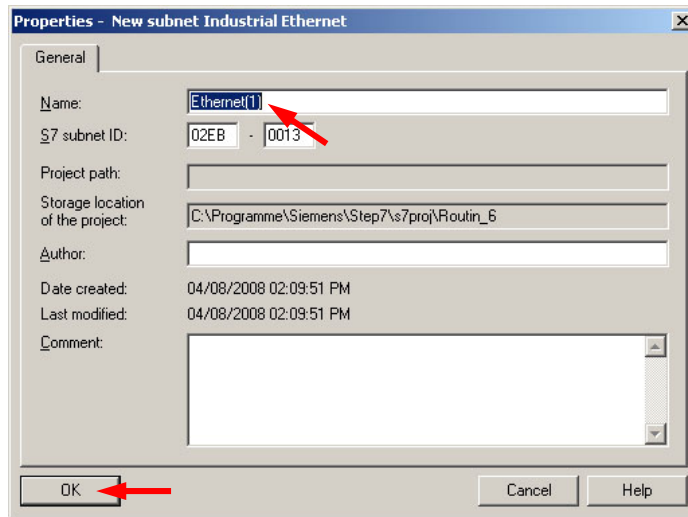 Properties - New subnet Industrial Ethernet
General
Name: Ethernet(1)
S7 subnet ID: 02EB - 0013
Project path:
Storage location
of the project: C:\Programme\Siemens\Step7\s7proj\Routin_6
Author:
Date created: 04/08/2008 02:09:51 PM
Last modified: 04/08/2008 02:09:51 PM
Comment:
OK Cancel Help